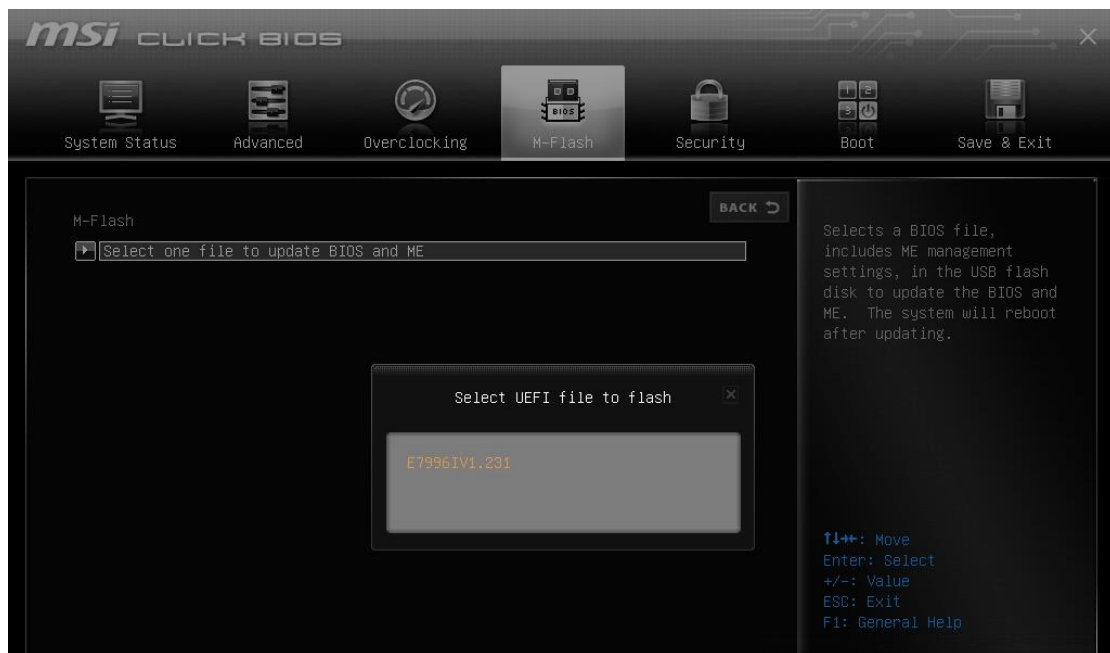 msi CLICK BIOS
System Status
Advanced
Overclocking
BIOS
M-Flash
Security
1 2
3
Boot
Save & Exit
M-Flash
BACK
Select one file to update BIOS and ME
Select UEFI file to flash
E7996IV1.231
Selects a BIOS file,
includes ME management
settings, in the USB flash
disk to update the BIOS and
ME. The system will reboot
after updating.
↑↓→←: Move
Enter: Select
+/-: Value
ESC: Exit
F1: General Help